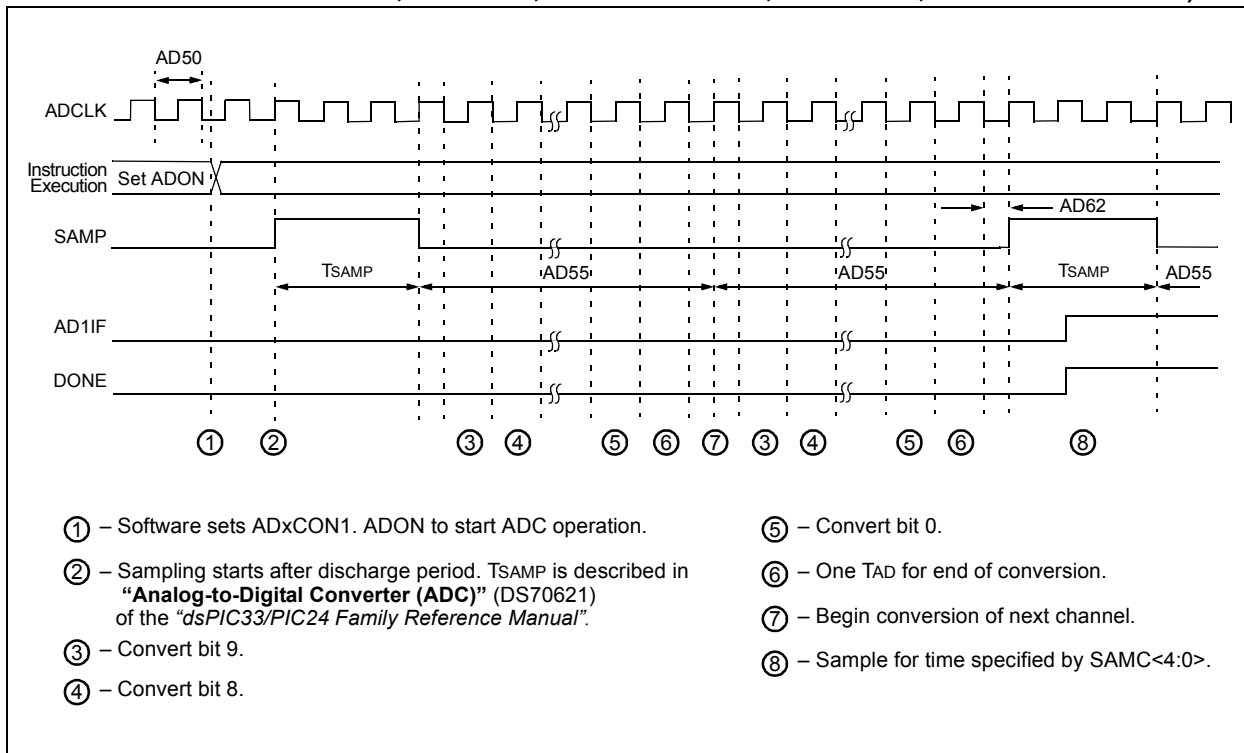 AD50
ADCLK
Instruction
Execution
Set ADON
AD62
SAMP
TSAMP
AD55
AD55
TSAMP
AD55
AD1IF
DONE
1 2 3 4 5 6 7 3 4 5 6 8
1 – Software sets ADxCON1. ADON to start ADC operation.
2 – Sampling starts after discharge period. TSAMP is described in
“Analog-to-Digital Converter (ADC)” (DS70621)
of the “dsPIC33/PIC24 Family Reference Manual”.
3 – Convert bit 9.
4 – Convert bit 8.
5 – Convert bit 0.
6 – One TAD for end of conversion.
7 – Begin conversion of next channel.
8 – Sample for time specified by SAMC<4:0>.